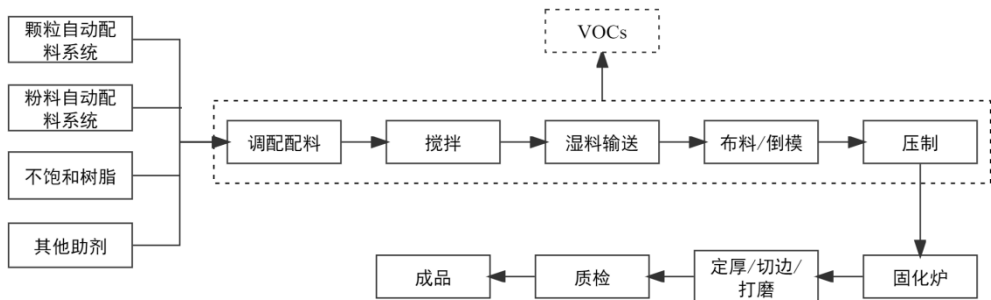 颗粒自动配
料系统
粉料自动配
料系统
不饱和树脂
其他助剂
VOCs
调配配料
搅拌
湿料输送
布料/倒模
压制
固化炉
定厚/切边/
打磨
质检
成品